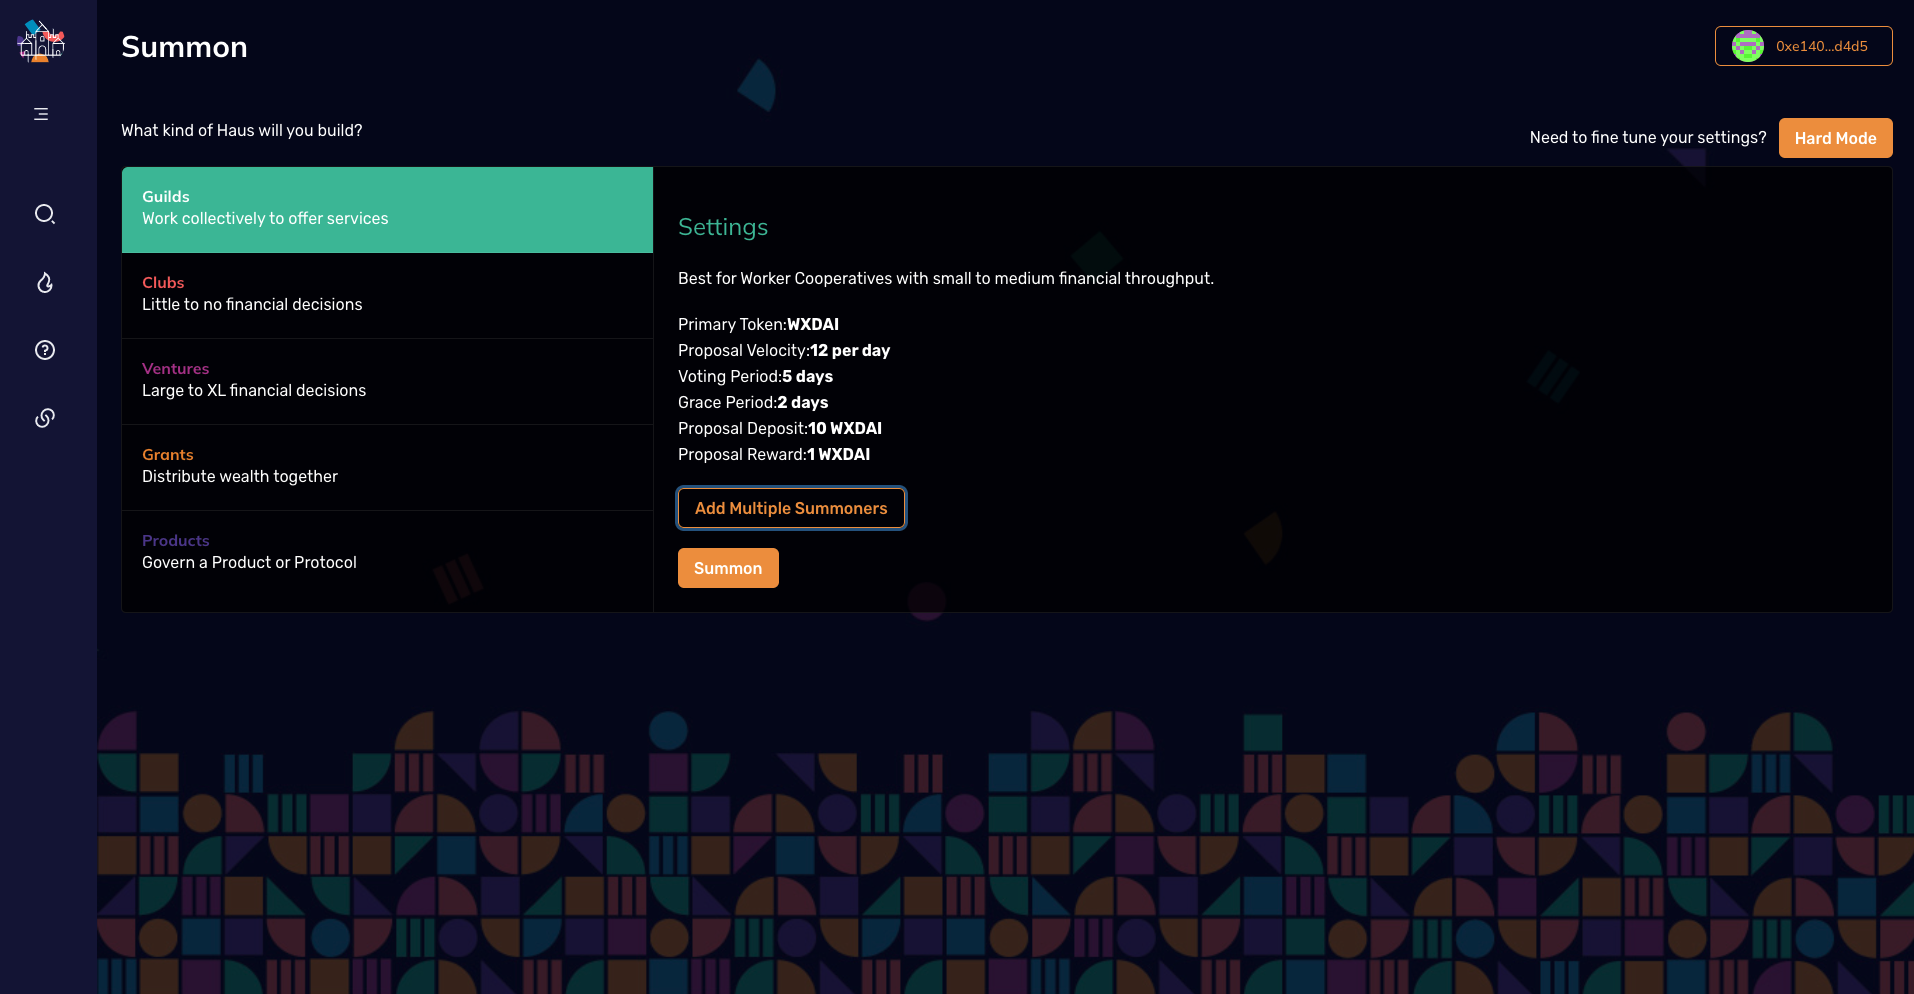 Summon
0xe140...d4d5
What kind of Haus will you build?
Need to fine tune your settings?
Hard Mode
Guilds
Work collectively to offer services
Clubs
Little to no financial decisions
Ventures
Large to XL financial decisions
Grants
Distribute wealth together
Products
Govern a Product or Protocol
Settings
Best for Worker Cooperatives with small to medium financial throughput.
Primary Token:WXDAI
Proposal Velocity:12 per day
Voting Period:5 days
Grace Period:2 days
Proposal Deposit:10 WXDAI
Proposal Reward:1 WXDAI
Add Multiple Summoners
Summon